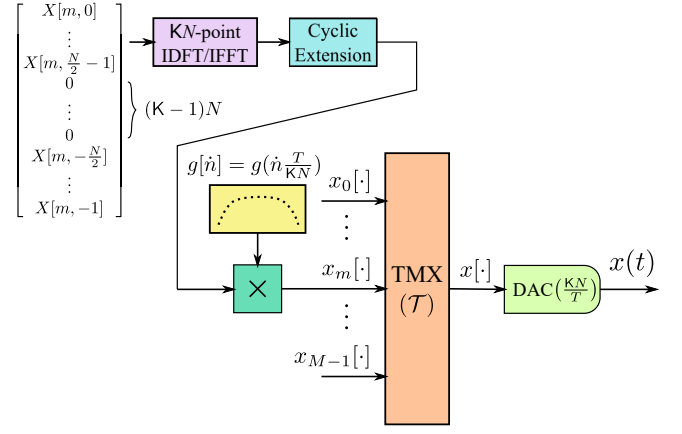 X[m, 0]
⋮
X[m, N/2 − 1]
0
⋮
0
X[m, −N/2]
⋮
X[m, −1]
(K − 1)N
KN-point
IDFT/IFFT
Cyclic
Extension
g[ṅ] = g(ṅ T/KN)
×
x₀[·]
⋮
xₘ[·]
⋮
x_{M−1}[·]
TMX
(𝒯)
x[·]
DAC(KN/T)
x(t)